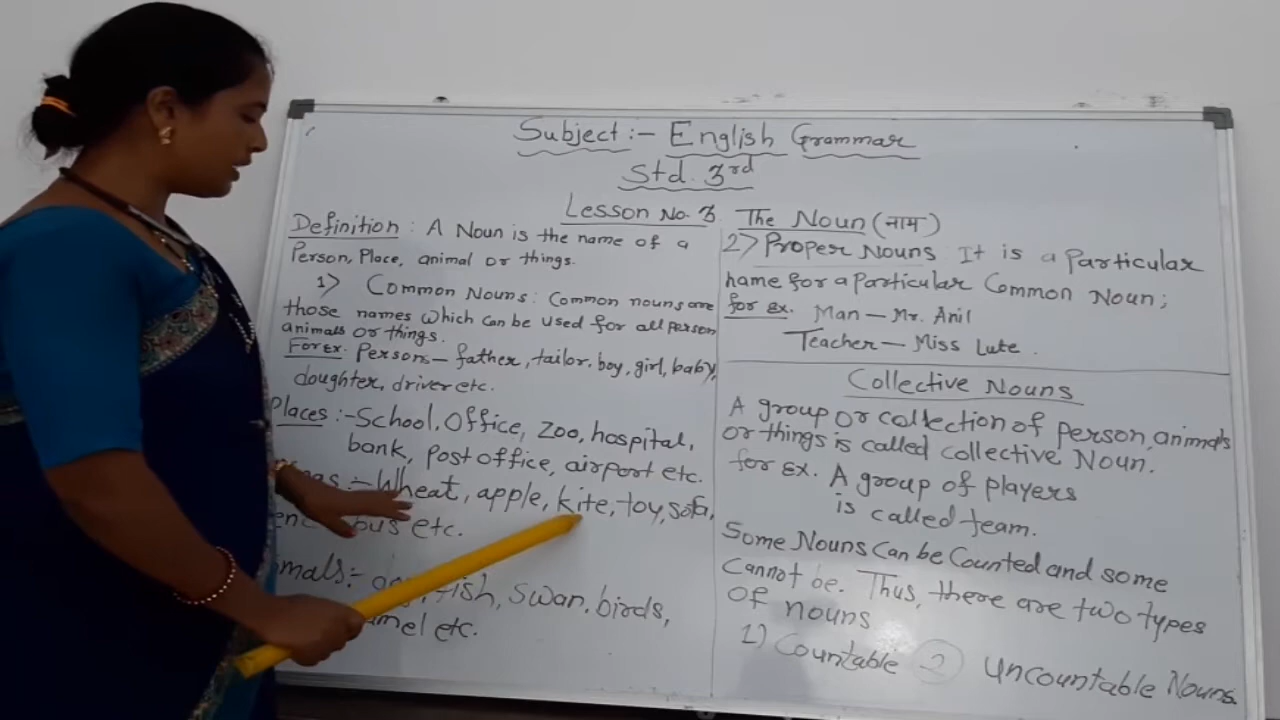 Subject :- English Grammar
Std. 3rd
Lesson No. 3. The Noun (नाम)
Definition : A Noun is the name of a
Person, Place, animal or things.
1) Common Nouns : Common nouns are
those names which can be used for all person
animals or things.
For Ex. Persons – father, tailor, boy, girl, baby,
doughter, driver etc.
Places :- School, Office, Zoo, hospital,
bank, Post office, airport etc.
:- Wheat, apple, kite, toy, sofa,
bus etc.
fish, Swan, birds,
etc.
2) Proper Nouns : It is a Particular
name for a Particular Common Noun ;
for ex. Man – Mr. Anil
Teacher – Miss Lute.
Collective Nouns
A group or collection of person, animals
or things is called collective Noun.
for Ex. A group of players
is called team.
Some Nouns can be Counted and some
Cannot be. Thus, there are two types
Of nouns
1) Countable 2) Uncountable Nouns.